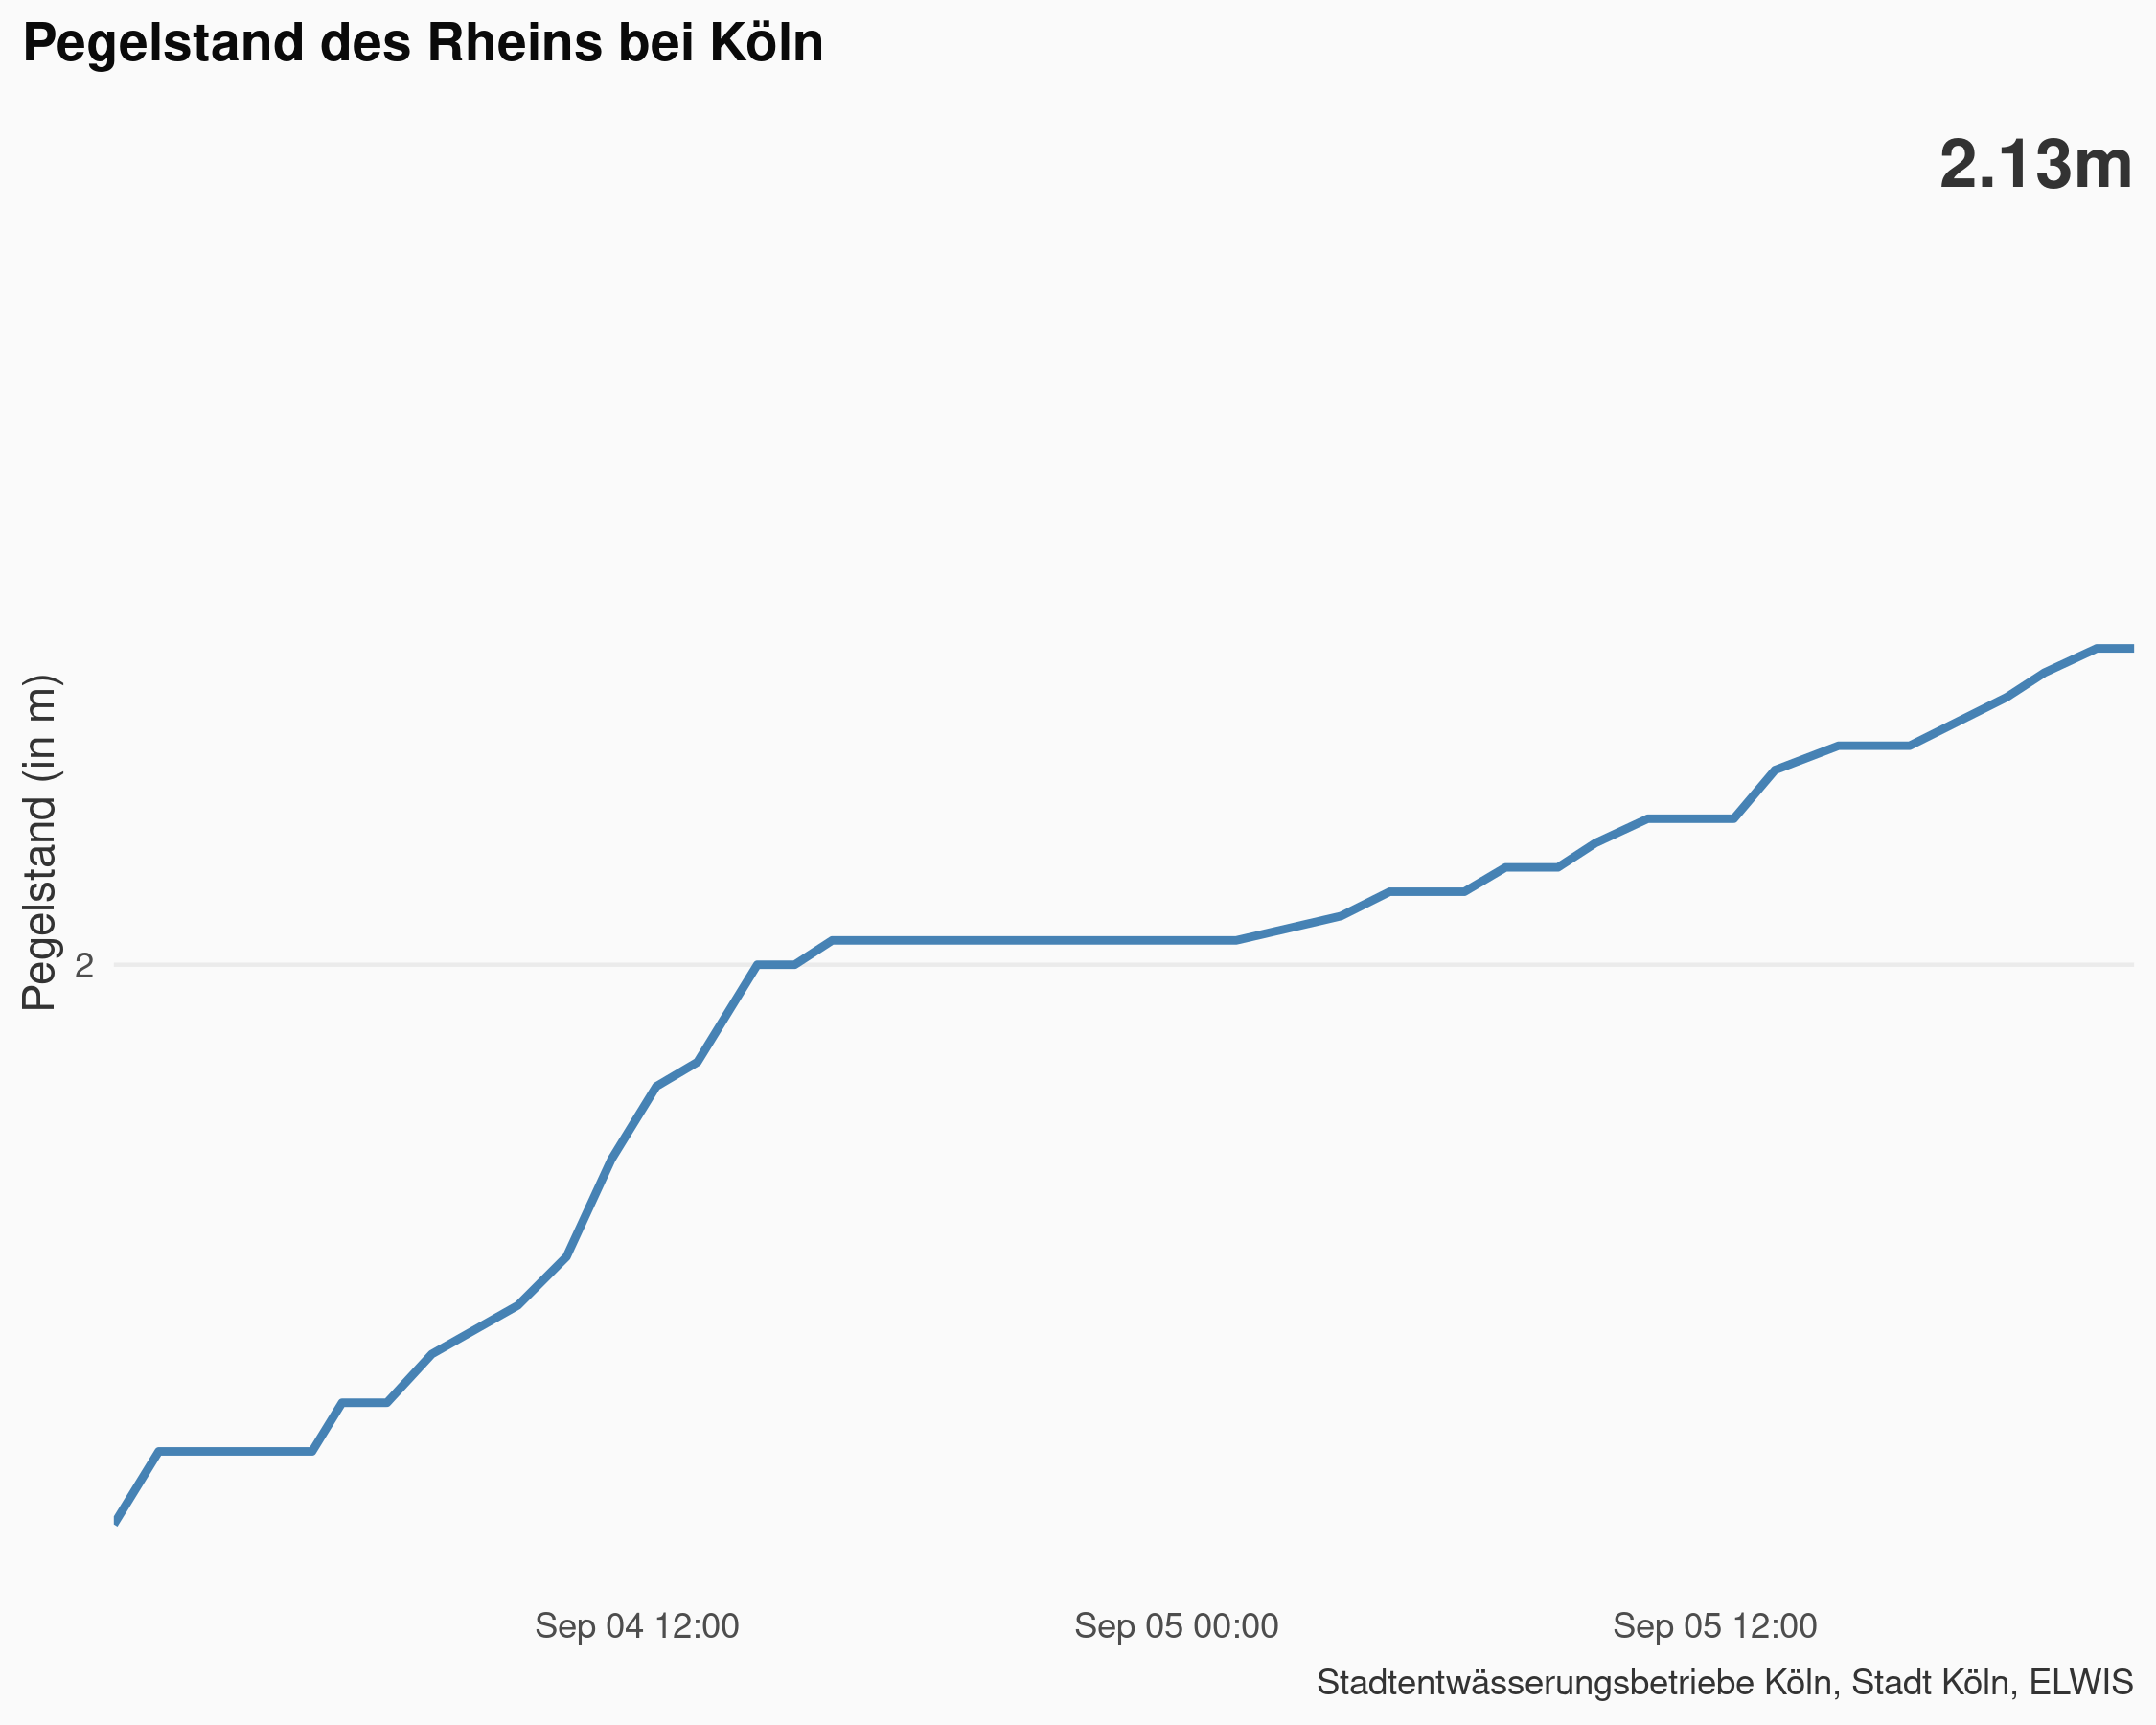 Pegelstand des Rheins bei Köln
2.13m
Pegelstand (in m)
2
Sep 04 12:00
Sep 05 00:00
Sep 05 12:00
Stadtentwässerungsbetriebe Köln, Stadt Köln, ELWIS